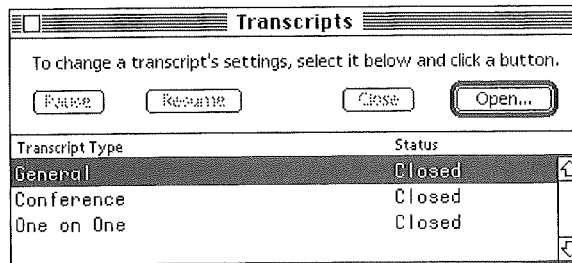 Transcripts
To change a transcript's settings, select it below and click a button.
Pause Resume Close Open...
Transcript Type Status
General Closed
Conference Closed
One on One Closed